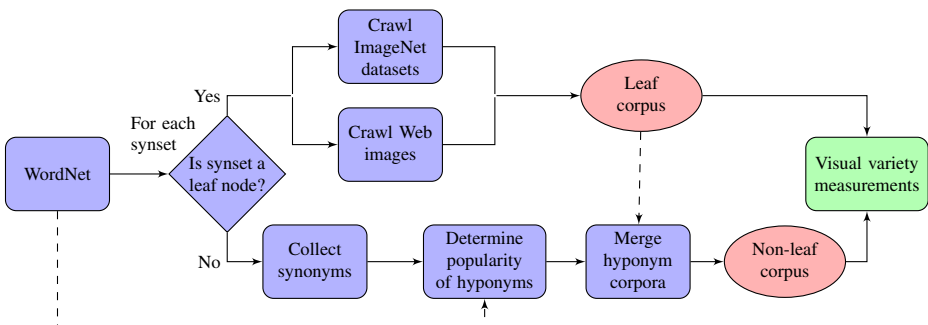 Crawl
ImageNet
datasets
Yes
Leaf
corpus
For each
synset
Crawl Web
images
WordNet
Is synset a
leaf node?
Visual variety
measurements
No
Collect
synonyms
Determine
popularity
of hyponyms
Merge
hyponym
corpora
Non-leaf
corpus